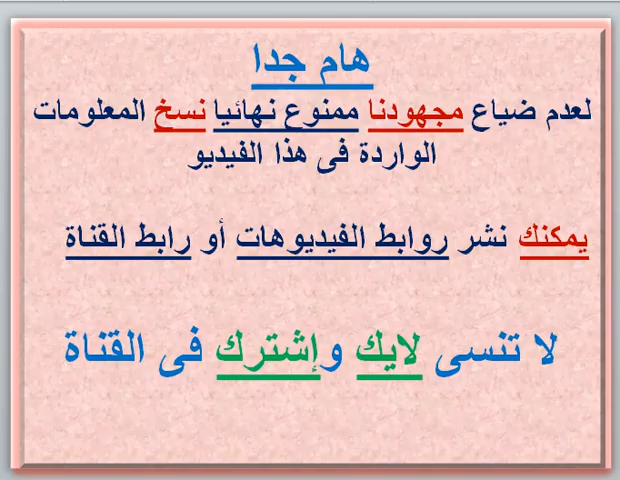 هام جدا
لعدم ضياع مجهودنا ممنوع نهائيا نسخ المعلومات
الواردة فى هذا الفيديو
يمكنك نشر روابط الفيديوهات أو رابط القناة
لا تنسى لايك وإشترك فى القناة